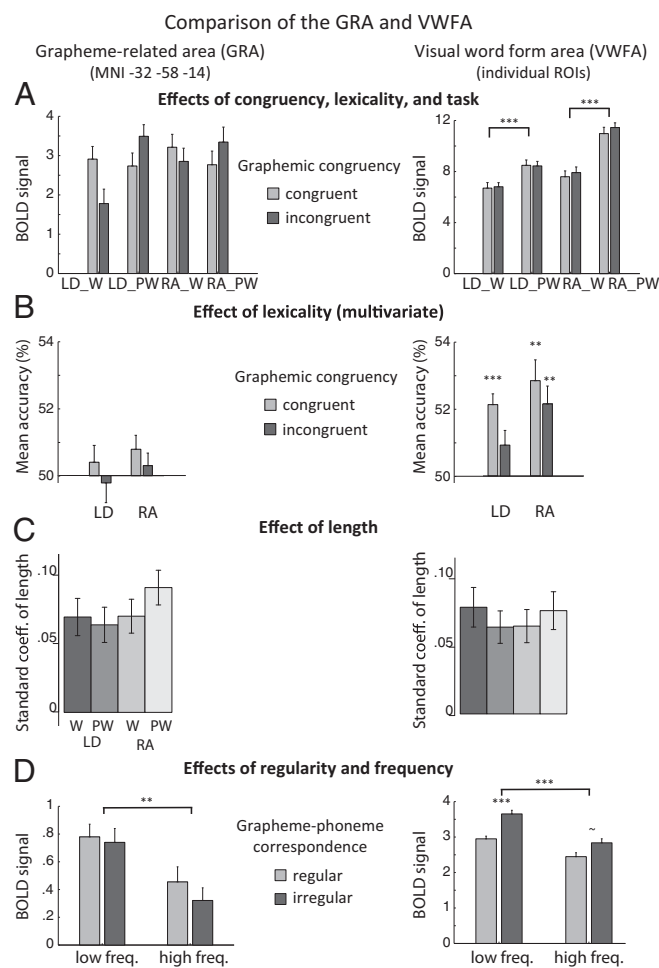 Comparison of the GRA and VWFA
Grapheme-related area (GRA)
(MNI -32 -58 -14)
Visual word form area (VWFA)
(individual ROIs)
A
Effects of congruency, lexicality, and task
BOLD signal
4
3
2
1
0
LD_W LD_PW RA_W RA_PW
Graphemic congruency
congruent
incongruent
BOLD signal
12
8
4
0
***
***
LD_W LD_PW RA_W RA_PW
B
Effect of lexicality (multivariate)
Mean accuracy (%)
54
52
50
LD RA
Graphemic congruency
congruent
incongruent
Mean accuracy (%)
54
52
50
***
**
**
LD RA
C
Effect of length
Standard coeff. of length
.10
.05
0
W PW W PW
LD RA
Standard coeff. of length
.10
.05
0
D
Effects of regularity and frequency
BOLD signal
.8
.6
.4
.2
0
**
low freq. high freq.
Grapheme-phoneme
correspondence
regular
irregular
BOLD signal
4
3
2
1
0
***
***
~
low freq. high freq.